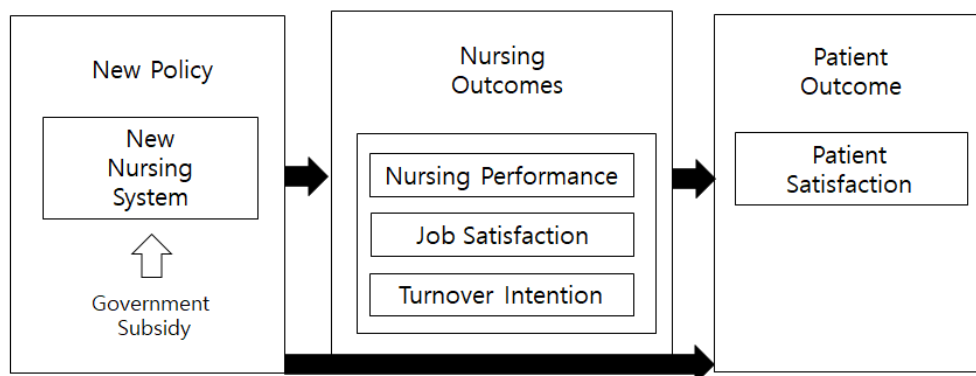 New Policy
New
Nursing
System
Government
Subsidy
Nursing
Outcomes
Nursing Performance
Job Satisfaction
Turnover Intention
Patient
Outcome
Patient
Satisfaction